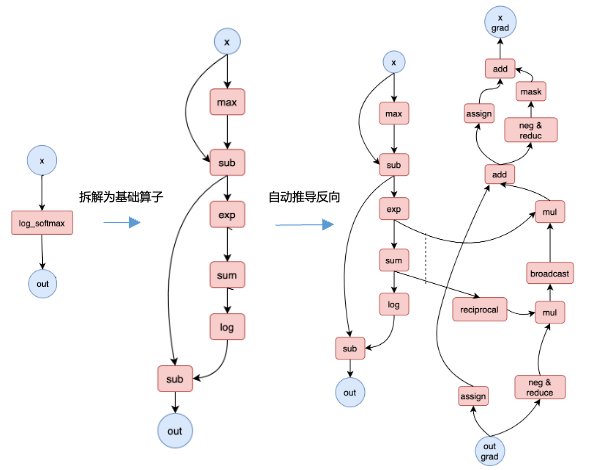 x
log_softmax
out
拆解为基础算子
x
max
sub
exp
sum
log
sub
out
自动推导反向
x
max
sub
exp
sum
log
sub
out
x
grad
add
mask
assign
neg &
reduc
add
mul
broadcast
reciprocal
mul
assign
neg &
reduce
out
grad